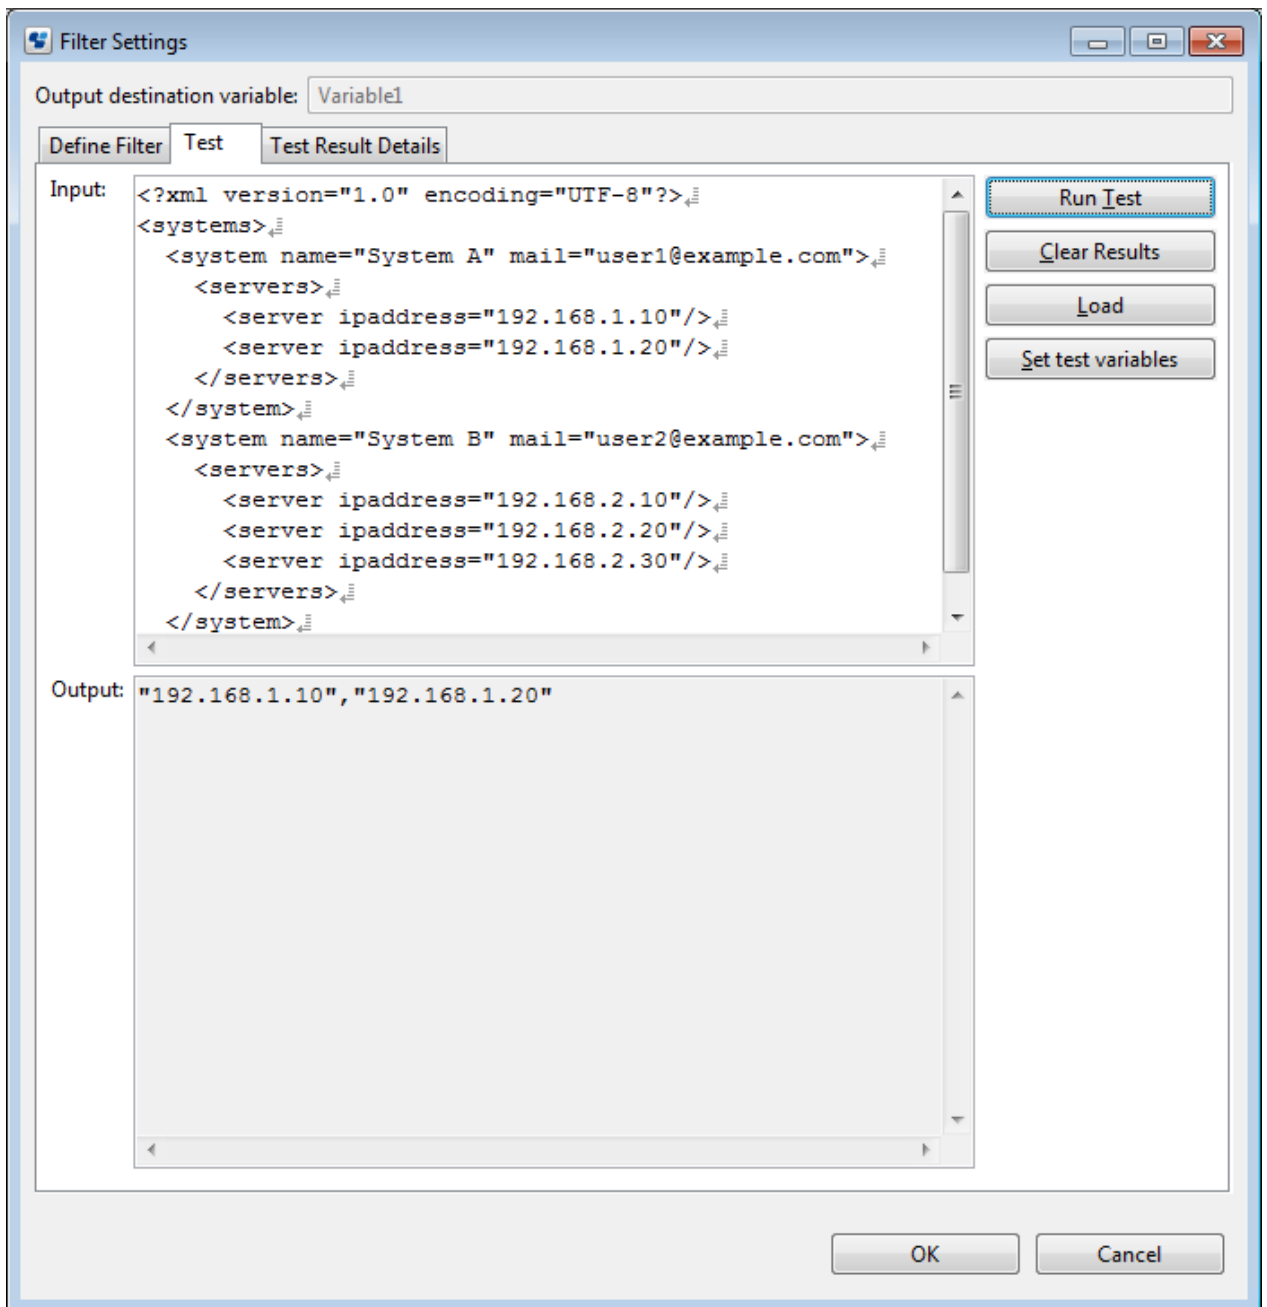 Filter Settings
Output destination variable: Variable1
Define Filter Test Test Result Details
Input:
<?xml version="1.0" encoding="UTF-8"?>
<systems>
  <system name="System A" mail="user1@example.com">
    <servers>
      <server ipaddress="192.168.1.10"/>
      <server ipaddress="192.168.1.20"/>
    </servers>
  </system>
  <system name="System B" mail="user2@example.com">
    <servers>
      <server ipaddress="192.168.2.10"/>
      <server ipaddress="192.168.2.20"/>
      <server ipaddress="192.168.2.30"/>
    </servers>
  </system>
Run Test
Clear Results
Load
Set test variables
Output:
"192.168.1.10","192.168.1.20"
OK Cancel